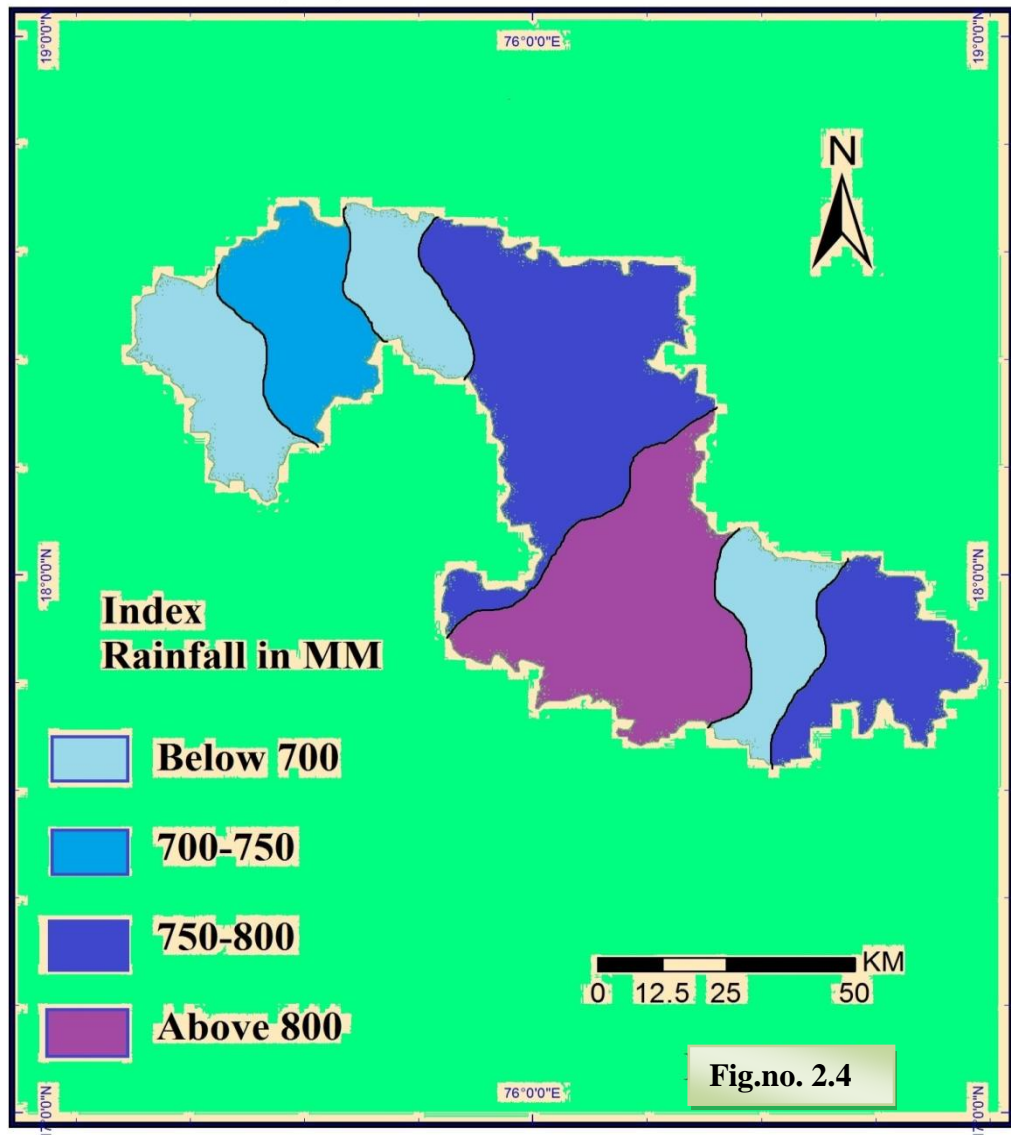 76°0'0"E
19°0'0"N
19°0'0"N
N
18°0'0"N
18°0'0"N
Index
Rainfall in MM
Below 700
700-750
750-800
Above 800
KM
0 12.5 25 50
Fig.no. 2.4
76°0'0"E
17°0'0"N
17°0'0"N